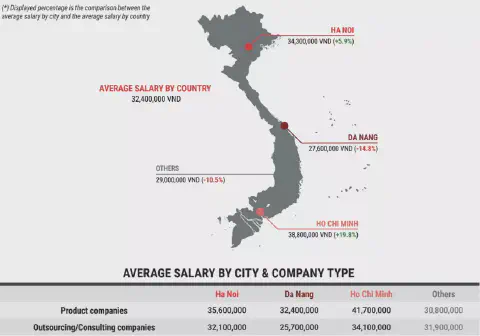 (*) Displayed percentage is the comparison between the
average salary by city and the average salary by country
HA NOI
34,300,000 VND (+5.9%)
AVERAGE SALARY BY COUNTRY
32,400,000 VND
DA NANG
27,600,000 VND (-14.8%)
OTHERS
29,000,000 VND (-10.5%)
HO CHI MINH
38,800,000 VND (+19.8%)
AVERAGE SALARY BY CITY & COMPANY TYPE
Ha Noi Da Nang Ho Chi Minh Others
Product companies 35,600,000 32,400,000 41,700,000 30,800,000
Outsourcing/Consulting companies 32,100,000 25,700,000 34,100,000 31,900,000